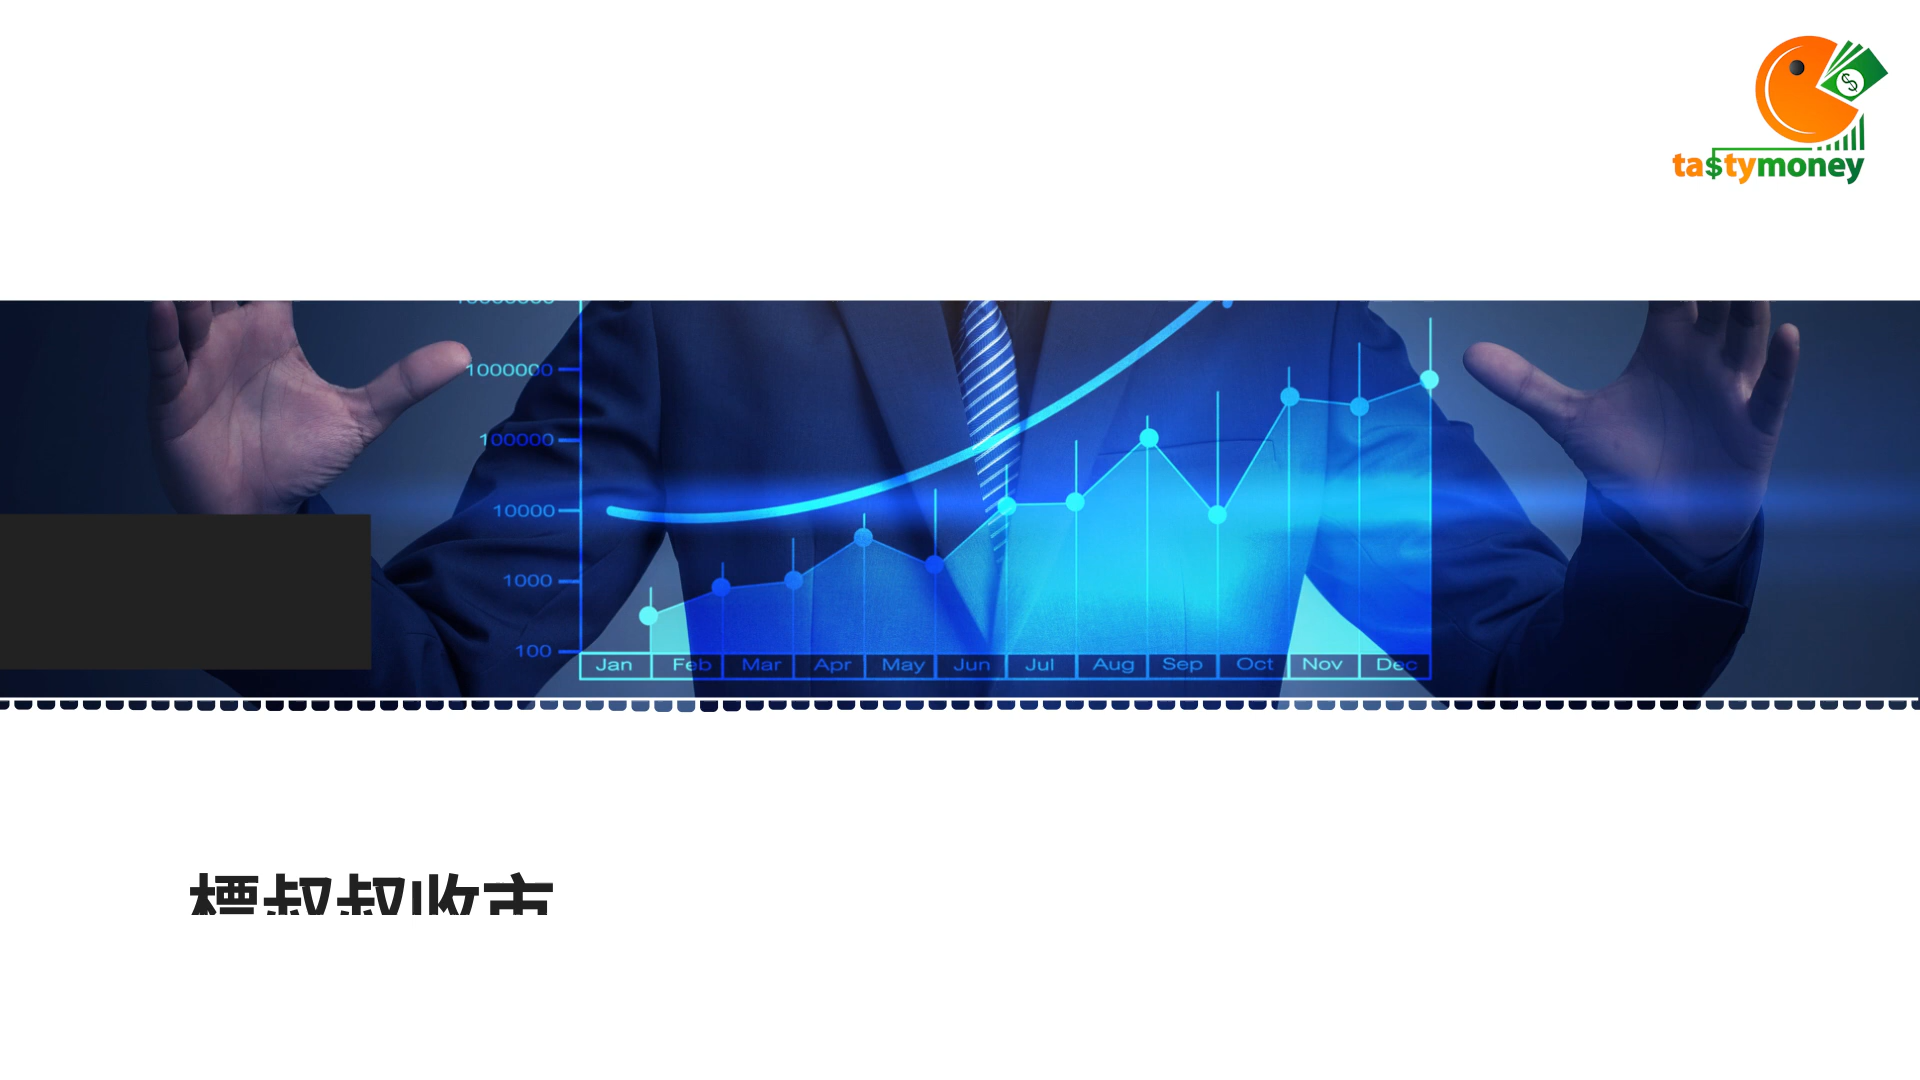 ta$tymoney
1000000
100000
10000
1000
100
Jan Feb Mar Apr May Jun Jul Aug Sep Oct Nov Dec
標叔叔收市